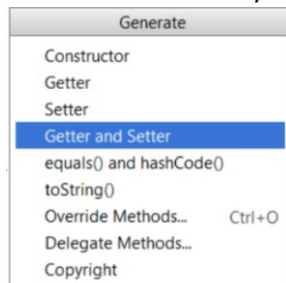 Generate
Constructor
Getter
Setter
Getter and Setter
equals() and hashCode()
toString()
Override Methods... Ctrl+O
Delegate Methods...
Copyright